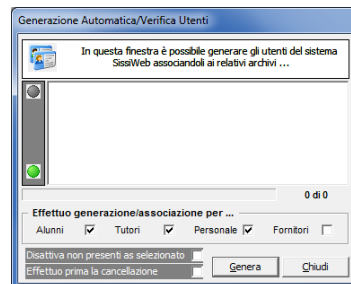 Generazione Automatica/Verifica Utenti
In questa finestra è possibile generare gli utenti del sistema
SissiWeb associandoli ai relativi archivi ...
0 di 0
Effettuo generazione/associazione per ...
Alunni Tutori Personale Fornitori
Disattiva non presenti as selezionato
Effettuo prima la cancellazione
Genera Chiudi